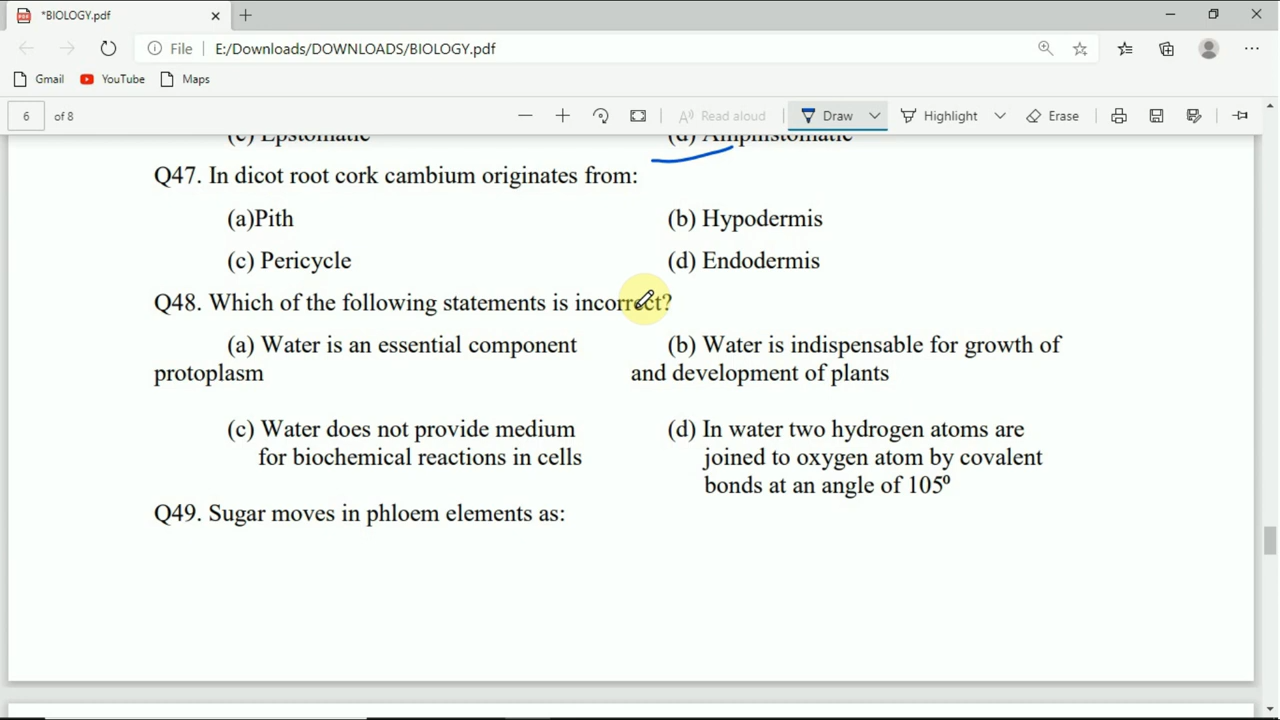 *BIOLOGY.pdf
File E:/Downloads/DOWNLOADS/BIOLOGY.pdf
Gmail YouTube Maps
6 of 8 Read aloud Draw Highlight Erase
(c) Epstomatic (d) Amphistomatic
Q47. In dicot root cork cambium originates from:
(a)Pith (b) Hypodermis
(c) Pericycle (d) Endodermis
Q48. Which of the following statements is incorrect?
(a) Water is an essential component (b) Water is indispensable for growth of
protoplasm and development of plants
(c) Water does not provide medium (d) In water two hydrogen atoms are
for biochemical reactions in cells joined to oxygen atom by covalent
bonds at an angle of 105⁰
Q49. Sugar moves in phloem elements as: